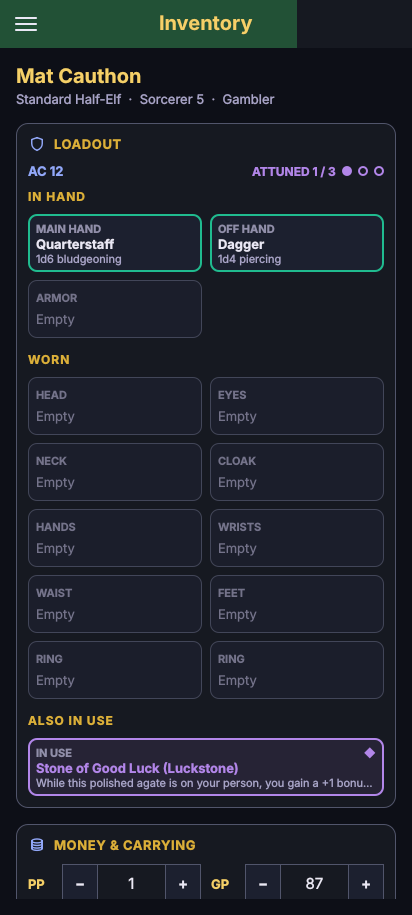 Inventory
Mat Cauthon
Standard Half-Elf · Sorcerer 5 · Gambler
LOADOUT
AC 12 ATTUNED 1 / 3
IN HAND
MAIN HAND OFF HAND
Quarterstaff Dagger
1d6 bludgeoning 1d4 piercing
ARMOR
Empty
WORN
HEAD EYES
Empty Empty
NECK CLOAK
Empty Empty
HANDS WRISTS
Empty Empty
WAIST FEET
Empty Empty
RING RING
Empty Empty
ALSO IN USE
IN USE
Stone of Good Luck (Luckstone)
While this polished agate is on your person, you gain a +1 bonu...
MONEY & CARRYING
PP − 1 + GP − 87 +